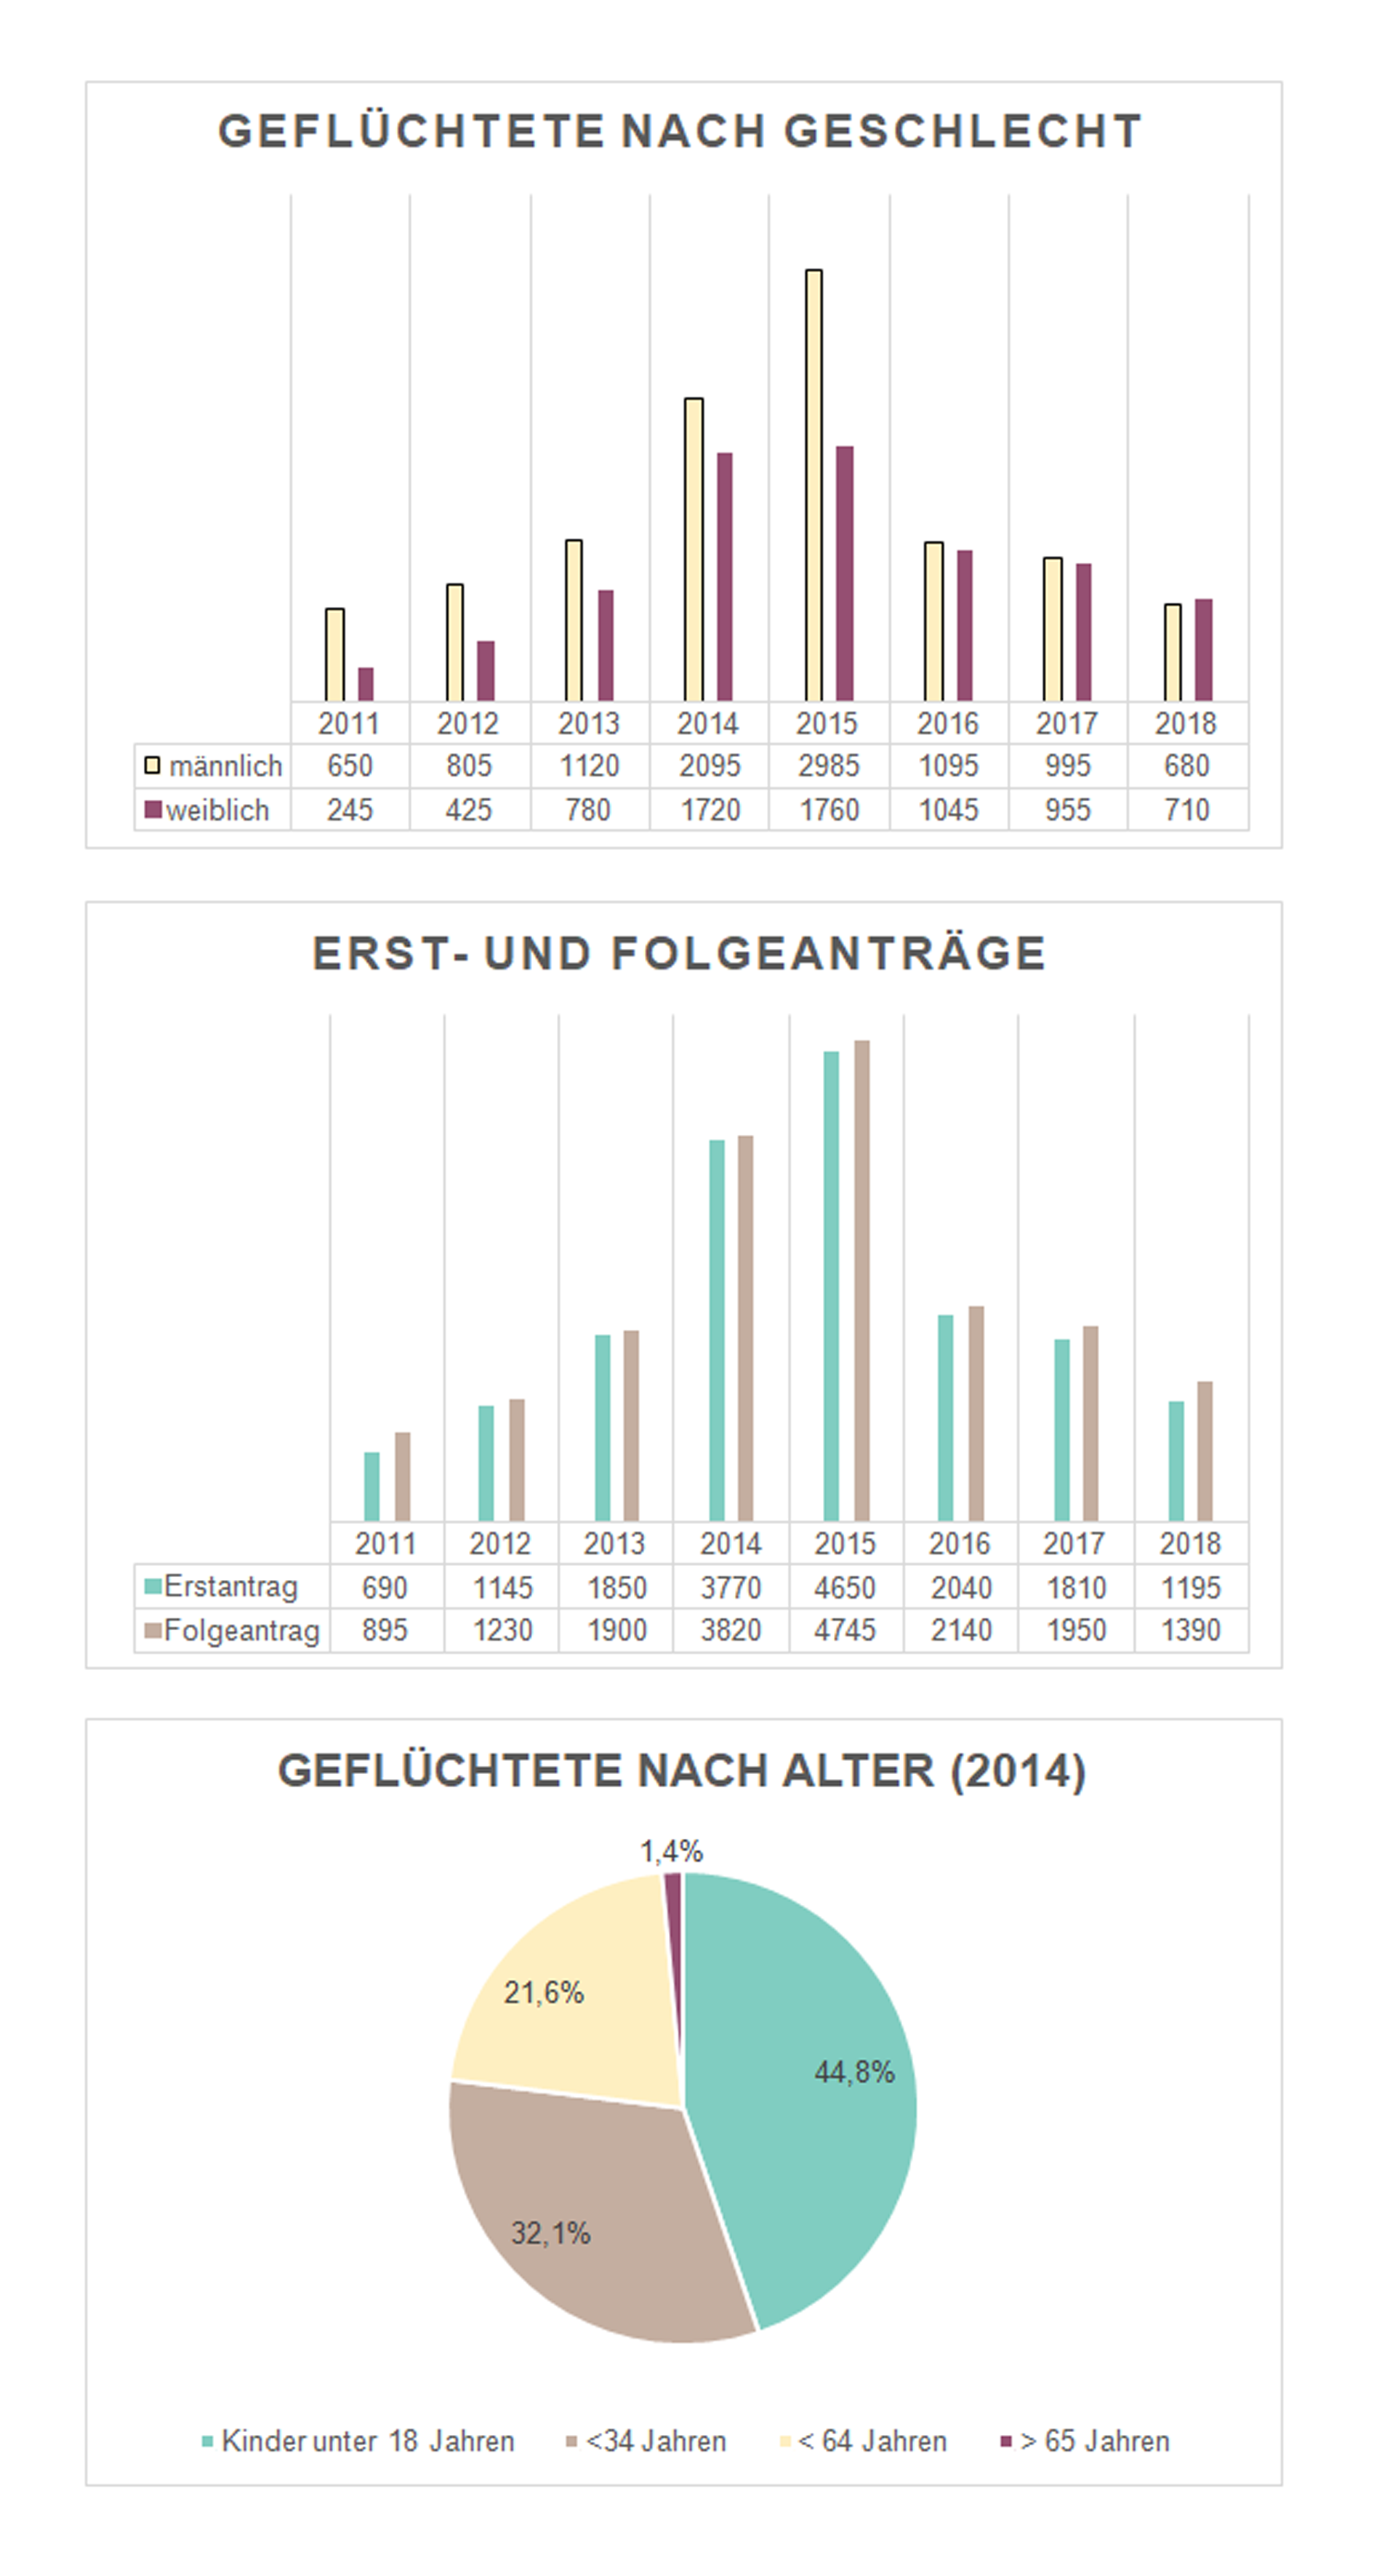 GEFLÜCHTETE NACH GESCHLECHT
2011 2012 2013 2014 2015 2016 2017 2018
männlich 650 805 1120 2095 2985 1095 995 680
weiblich 245 425 780 1720 1760 1045 955 710
ERST- UND FOLGEANTRÄGE
2011 2012 2013 2014 2015 2016 2017 2018
Erstantrag 690 1145 1850 3770 4650 2040 1810 1195
Folgeantrag 895 1230 1900 3820 4745 2140 1950 1390
GEFLÜCHTETE NACH ALTER (2014)
1,4%
21,6%
44,8%
32,1%
Kinder unter 18 Jahren <34 Jahren < 64 Jahren > 65 Jahren